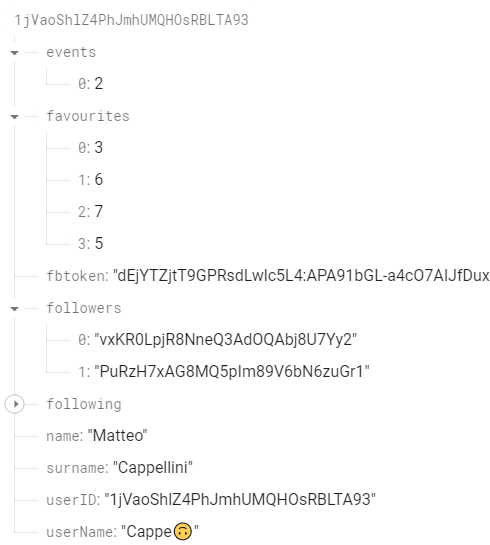 1jVaoShlZ4PhJmhUMQHOsRBLTA93
events
0: 2
favourites
0: 3
1: 6
2: 7
3: 5
fbtoken: "dEjYTZjtT9GPRsdLwIc5L4:APA91bGL-a4cO7AIJfDux
followers
0: "vxKR0LpjR8NneQ3AdOQAbj8U7Yy2"
1: "PuRzH7xAG8MQ5pIm89V6bN6zuGr1"
following
name: "Matteo"
surname: "Cappellini"
userID: "1jVaoShlZ4PhJmhUMQHOsRBLTA93"
userName: "Cappe🙃"